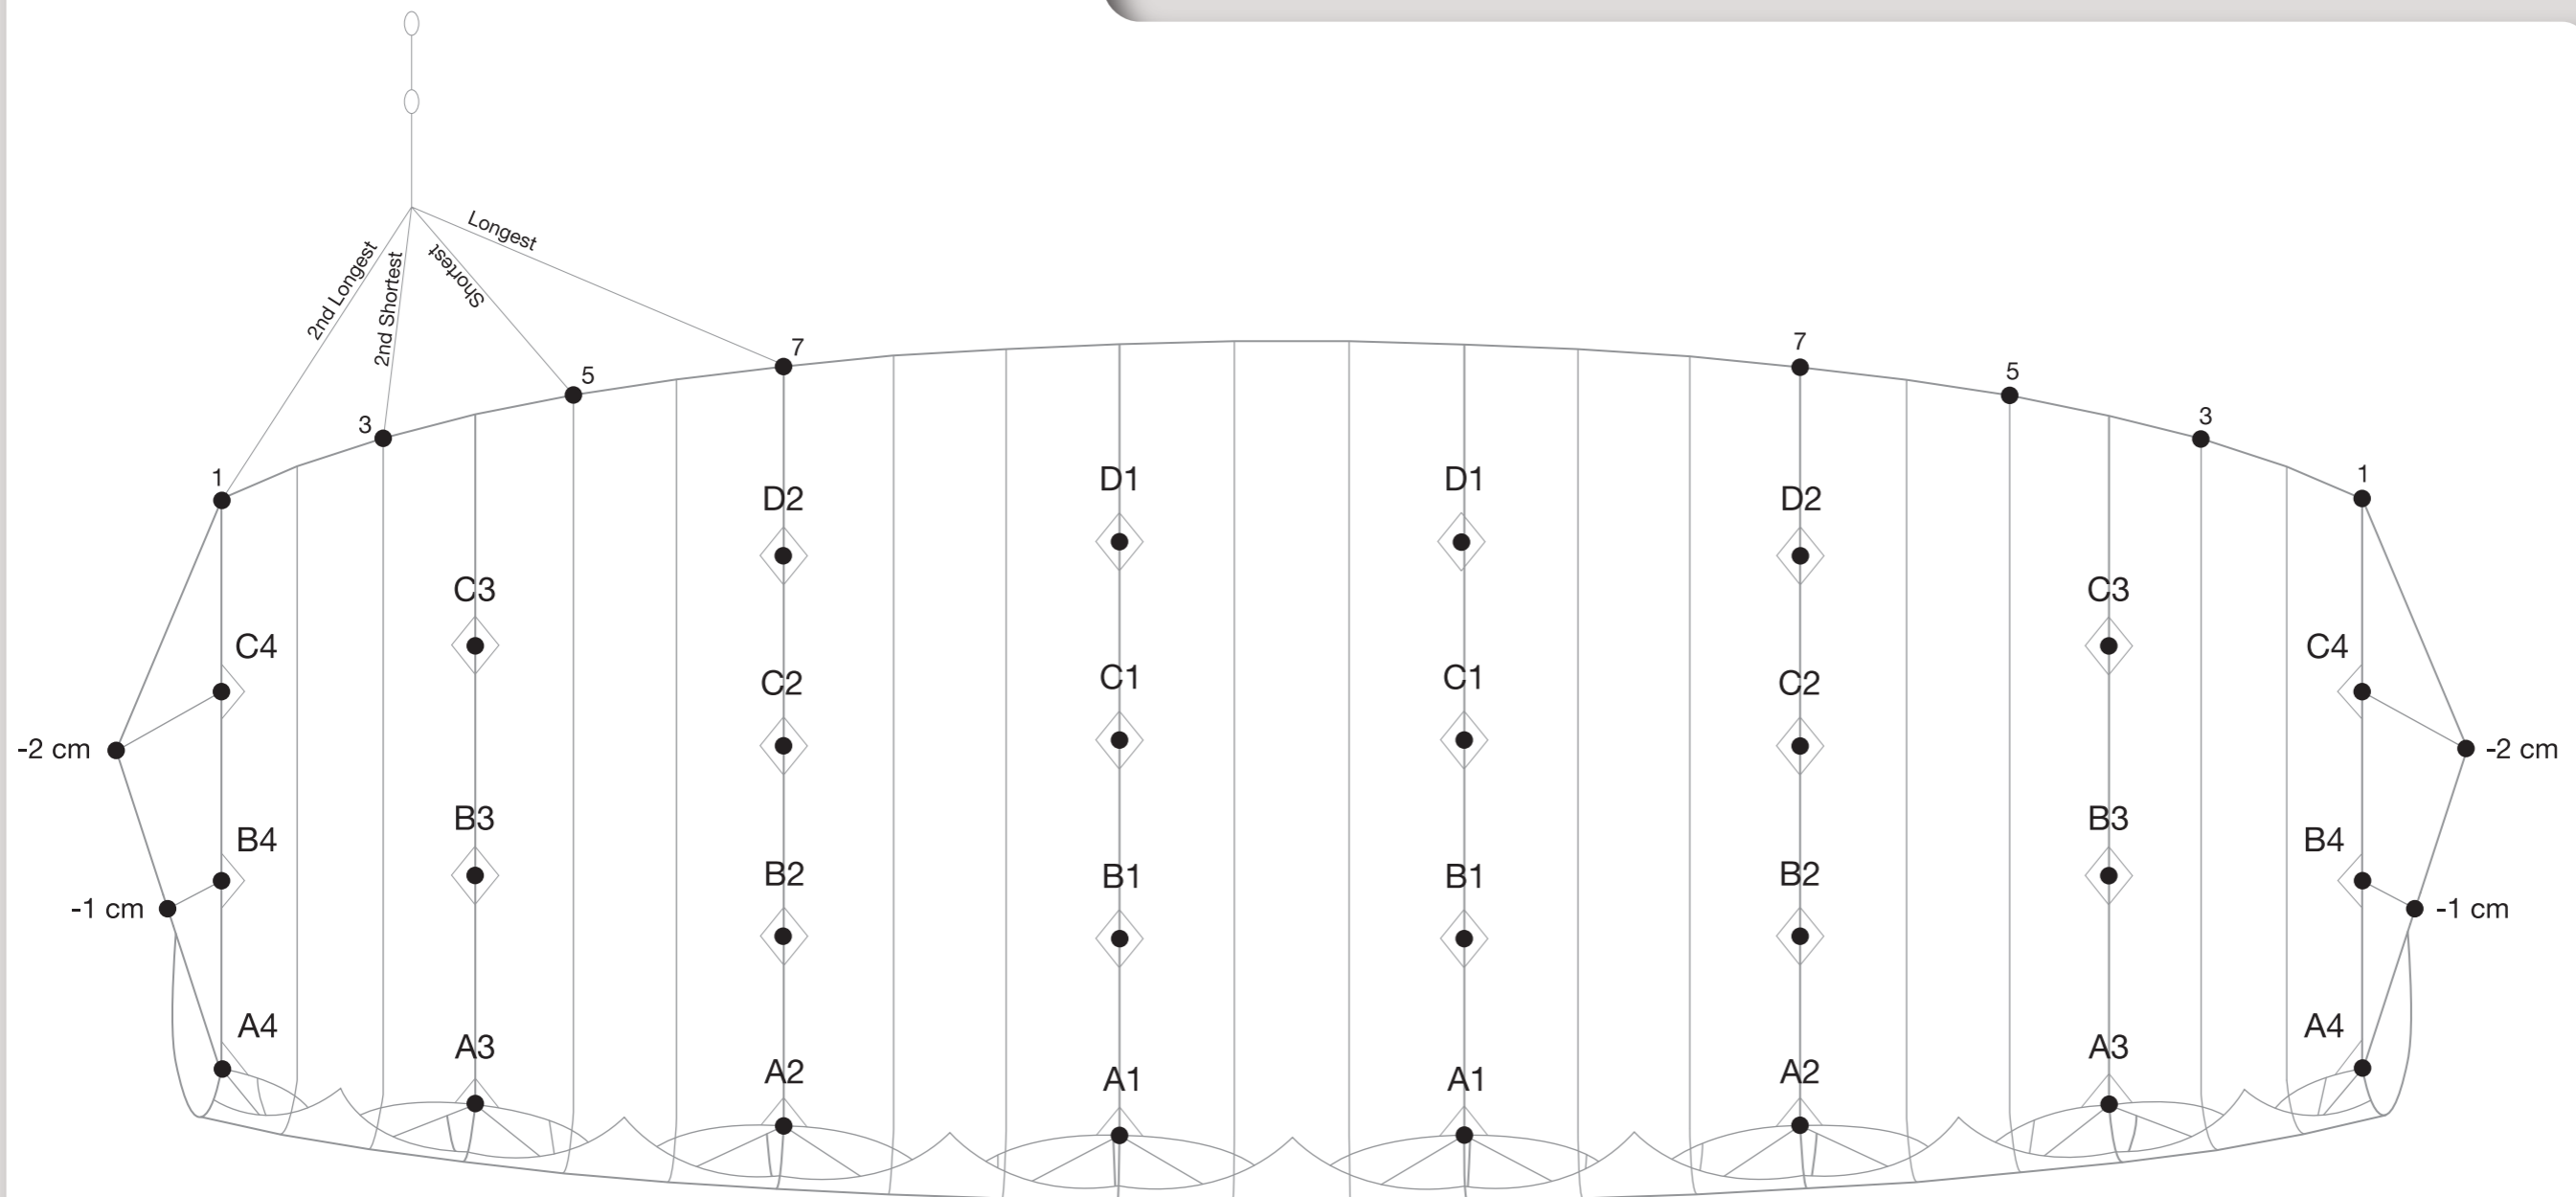 Longest
2nd Longest
2nd Shortest
Shortest
7
7
5
5
3
3
1
1
D1
D1
D2
D2
C3
C3
C4
C4
C1
C1
C2
C2
-2 cm
-2 cm
B3
B3
B4
B4
B2
B1
B1
B2
-1 cm
-1 cm
A4
A4
A3
A3
A2
A1
A1
A2